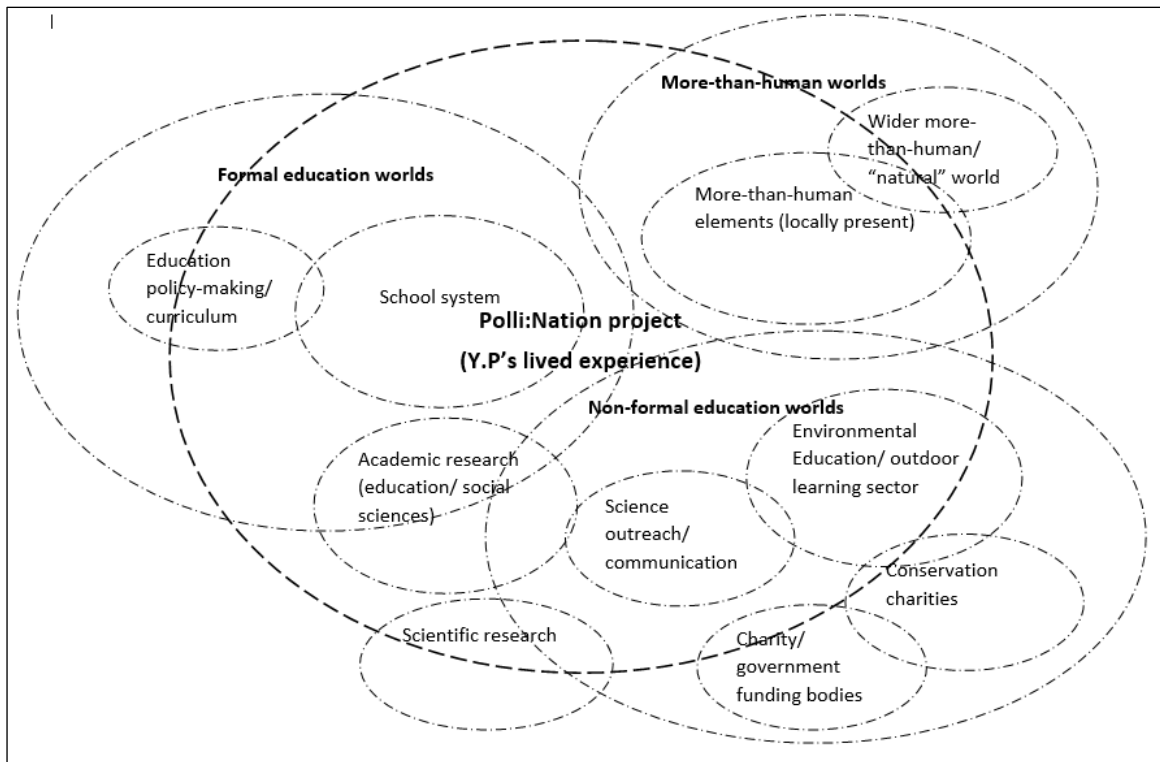 More-than-human worlds
Wider more-
than-human/
“natural” world
Formal education worlds
More-than-human
elements (locally present)
Education
policy-making/
curriculum
School system
Polli:Nation project
(Y.P’s lived experience)
Non-formal education worlds
Environmental
Education/ outdoor
learning sector
Academic research
(education/ social
sciences)
Science
outreach/
communication
Conservation
charities
Scientific research
Charity/
government
funding bodies